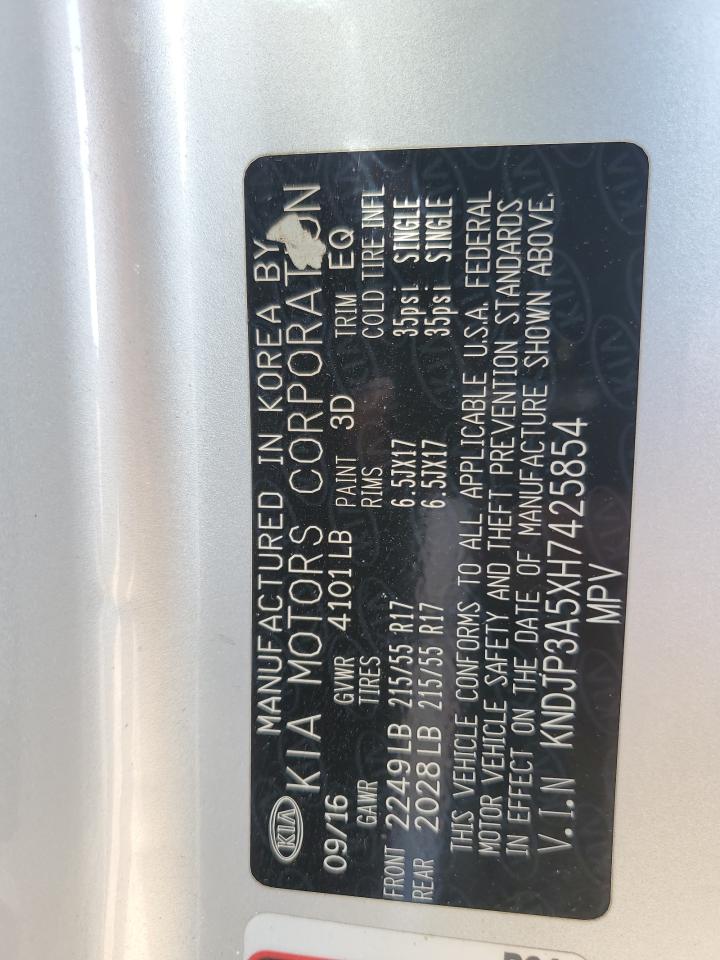 KIA MANUFACTURED IN KOREA BY
KIA MOTORS CORPORATION
09/16 GVWR 4101LB PAINT 3D TRIM EQ
GAWR TIRES RIMS COLD TIRE INFL
FRONT 2249LB 215/55 R17 6.5JX17 35psi SINGLE
REAR 2028LB 215/55 R17 6.5JX17 35psi SINGLE
THIS VEHICLE CONFORMS TO ALL APPLICABLE U.S.A. FEDERAL
MOTOR VEHICLE SAFETY AND THEFT PREVENTION STANDARDS
IN EFFECT ON THE DATE OF MANUFACTURE SHOWN ABOVE.
V.I.N KNDJP3A5XH7425854
MPV